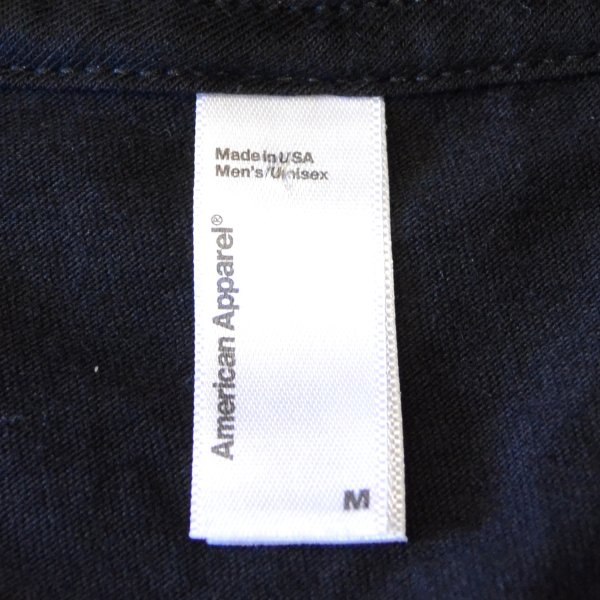 Made in USA
Men's/Unisex
American Apparel®
M